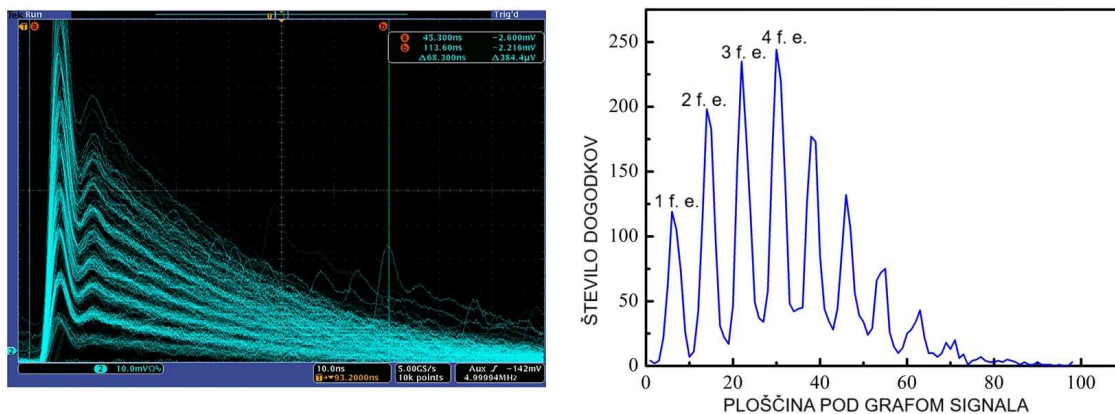 Run
Trig'd
T
a
b
a 45.300ns −2.600mV
b 113.60ns −2.216mV
Δ68.300ns Δ384.4µV
2
2 10.0mVΩ
10.0ns
T→▾93.2000ns
5.00GS/s
10k points
Aux ∫ −142mV
4.99994MHz
ŠTEVILO DOGODKOV
250
200
150
100
50
0
1 f. e.
2 f. e.
3 f. e.
4 f. e.
0 20 40 60 80 100
PLOŠČINA POD GRAFOM SIGNALA